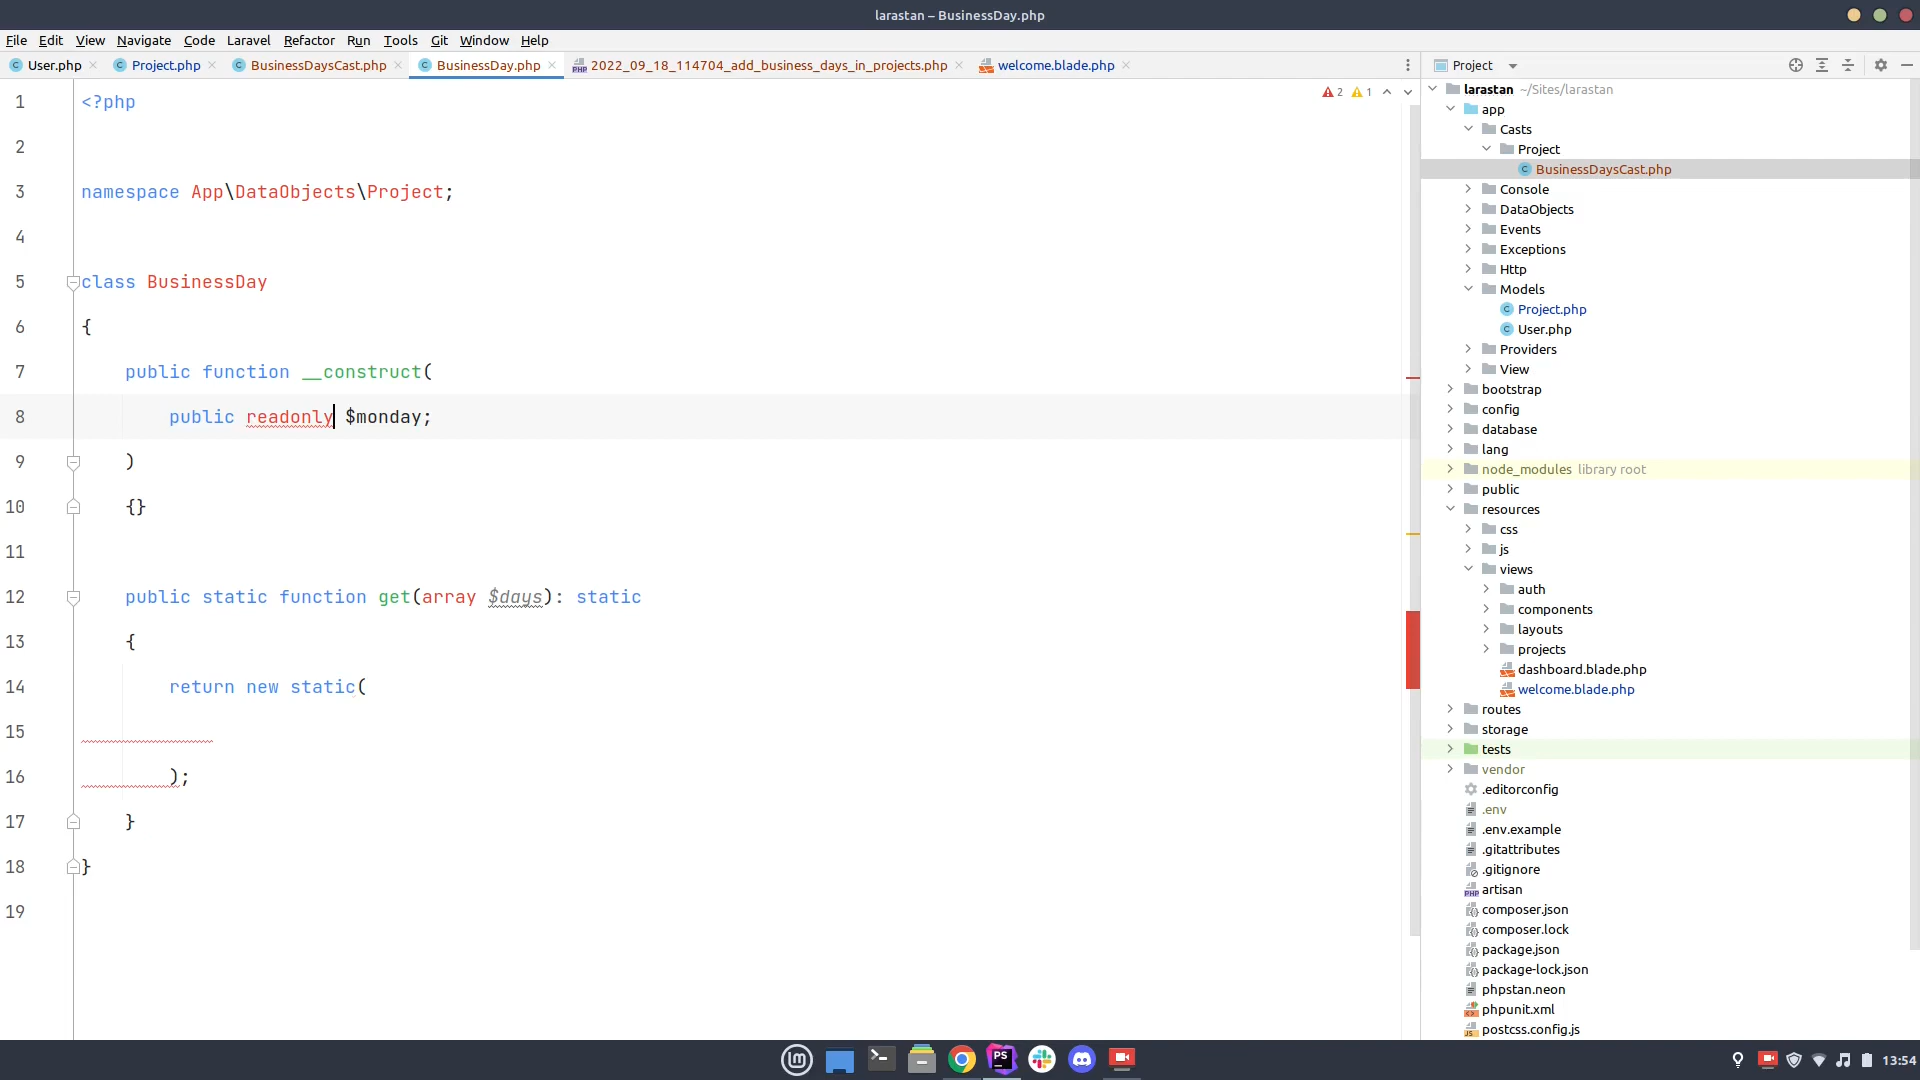 larastan – BusinessDay.php
File Edit View Navigate Code Laravel Refactor Run Tools Git Window Help
User.php Project.php BusinessDaysCast.php BusinessDay.php 2022_09_18_114704_add_business_days_in_projects.php welcome.blade.php
Project
2 1
1 <?php
2
3 namespace App\DataObjects\Project;
4
5 class BusinessDay
6 {
7 public function __construct(
8 public readonly $monday;
9 )
10 {}
11
12 public static function get(array $days): static
13 {
14 return new static(
15
16 );
17 }
18 }
19
larastan ~/Sites/larastan
app
Casts
Project
BusinessDaysCast.php
Console
DataObjects
Events
Exceptions
Http
Models
Project.php
User.php
Providers
View
bootstrap
config
database
lang
node_modules library root
public
resources
css
js
views
auth
components
layouts
projects
dashboard.blade.php
welcome.blade.php
routes
storage
tests
vendor
.editorconfig
.env
.env.example
.gitattributes
.gitignore
artisan
composer.json
composer.lock
package.json
package-lock.json
phpstan.neon
phpunit.xml
postcss.config.js
13:54